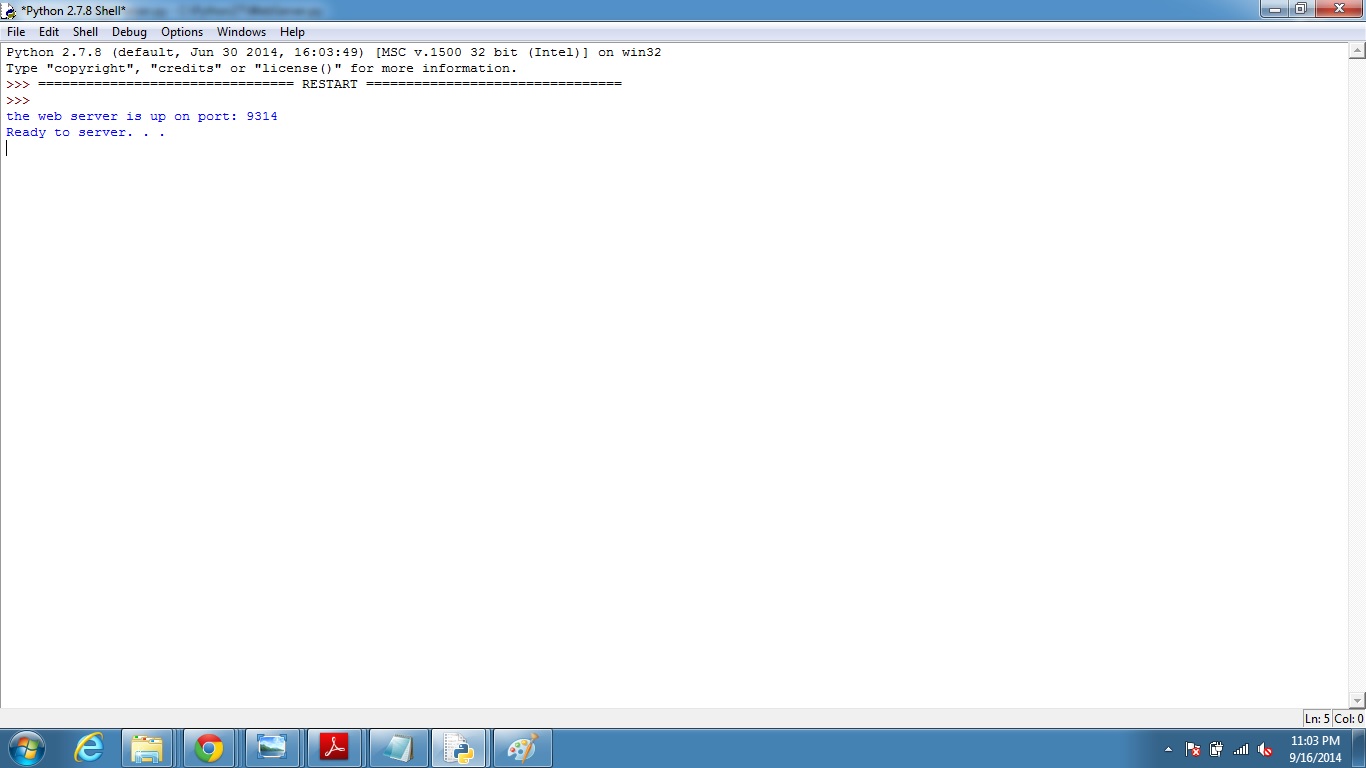 *Python 2.7.8 Shell*
File Edit Shell Debug Options Windows Help
Python 2.7.8 (default, Jun 30 2014, 16:03:49) [MSC v.1500 32 bit (Intel)] on win32
Type "copyright", "credits" or "license()" for more information.
>>> ================================ RESTART ================================
>>>
the web server is up on port: 9314
Ready to server. . .
Ln: 5 Col: 0
11:03 PM
9/16/2014